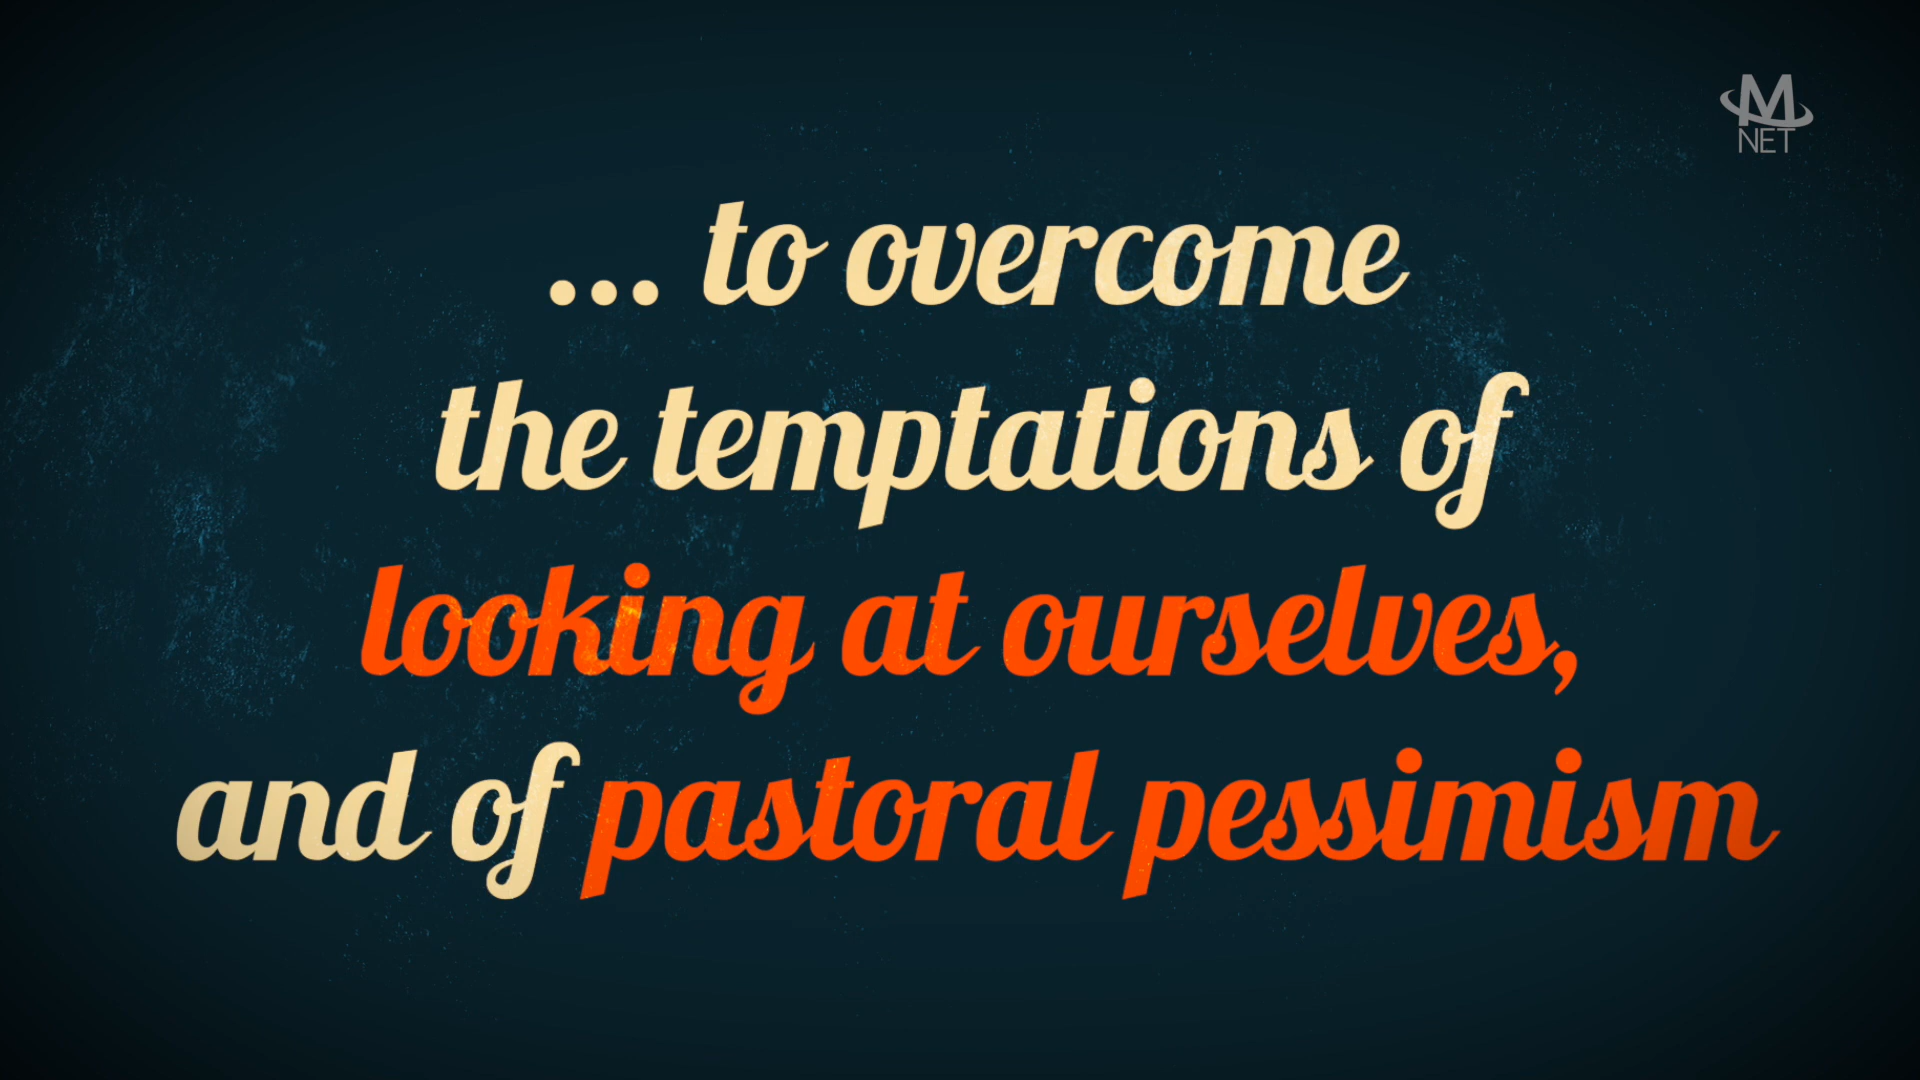 M
NET
... to overcome
the temptations of
looking at ourselves,
and of pastoral pessimism